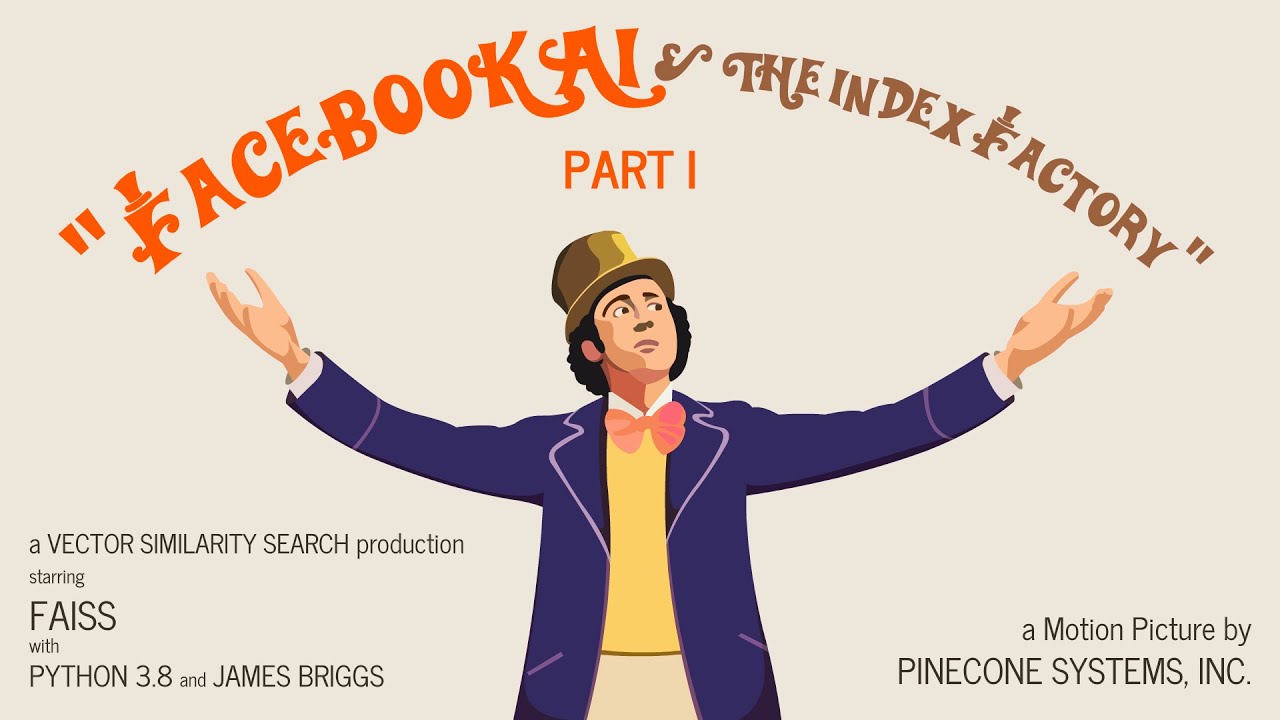 "FACEBOOK AI & THE INDEX FACTORY"
PART I
a VECTOR SIMILARITY SEARCH production
starring
FAISS
with
PYTHON 3.8 and JAMES BRIGGS
a Motion Picture by
PINECONE SYSTEMS, INC.